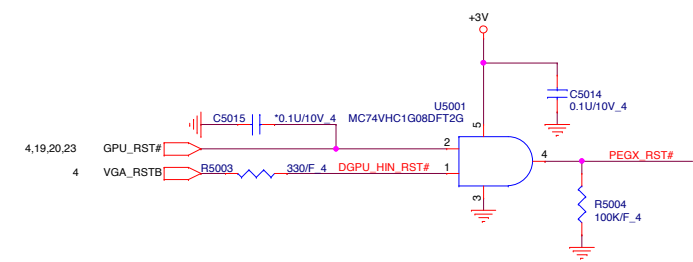 +3V
C5014
0.1U/10V_4
U5001
MC74VHC1G08DFT2G
C5015
*0.1U/10V_4
5
4,19,20,23
GPU_RST#
2
4
PEGX_RST#
4
VGA_RSTB
R5003
330/F_4
DGPU_HIN_RST#
1
3
R5004
100K/F_4